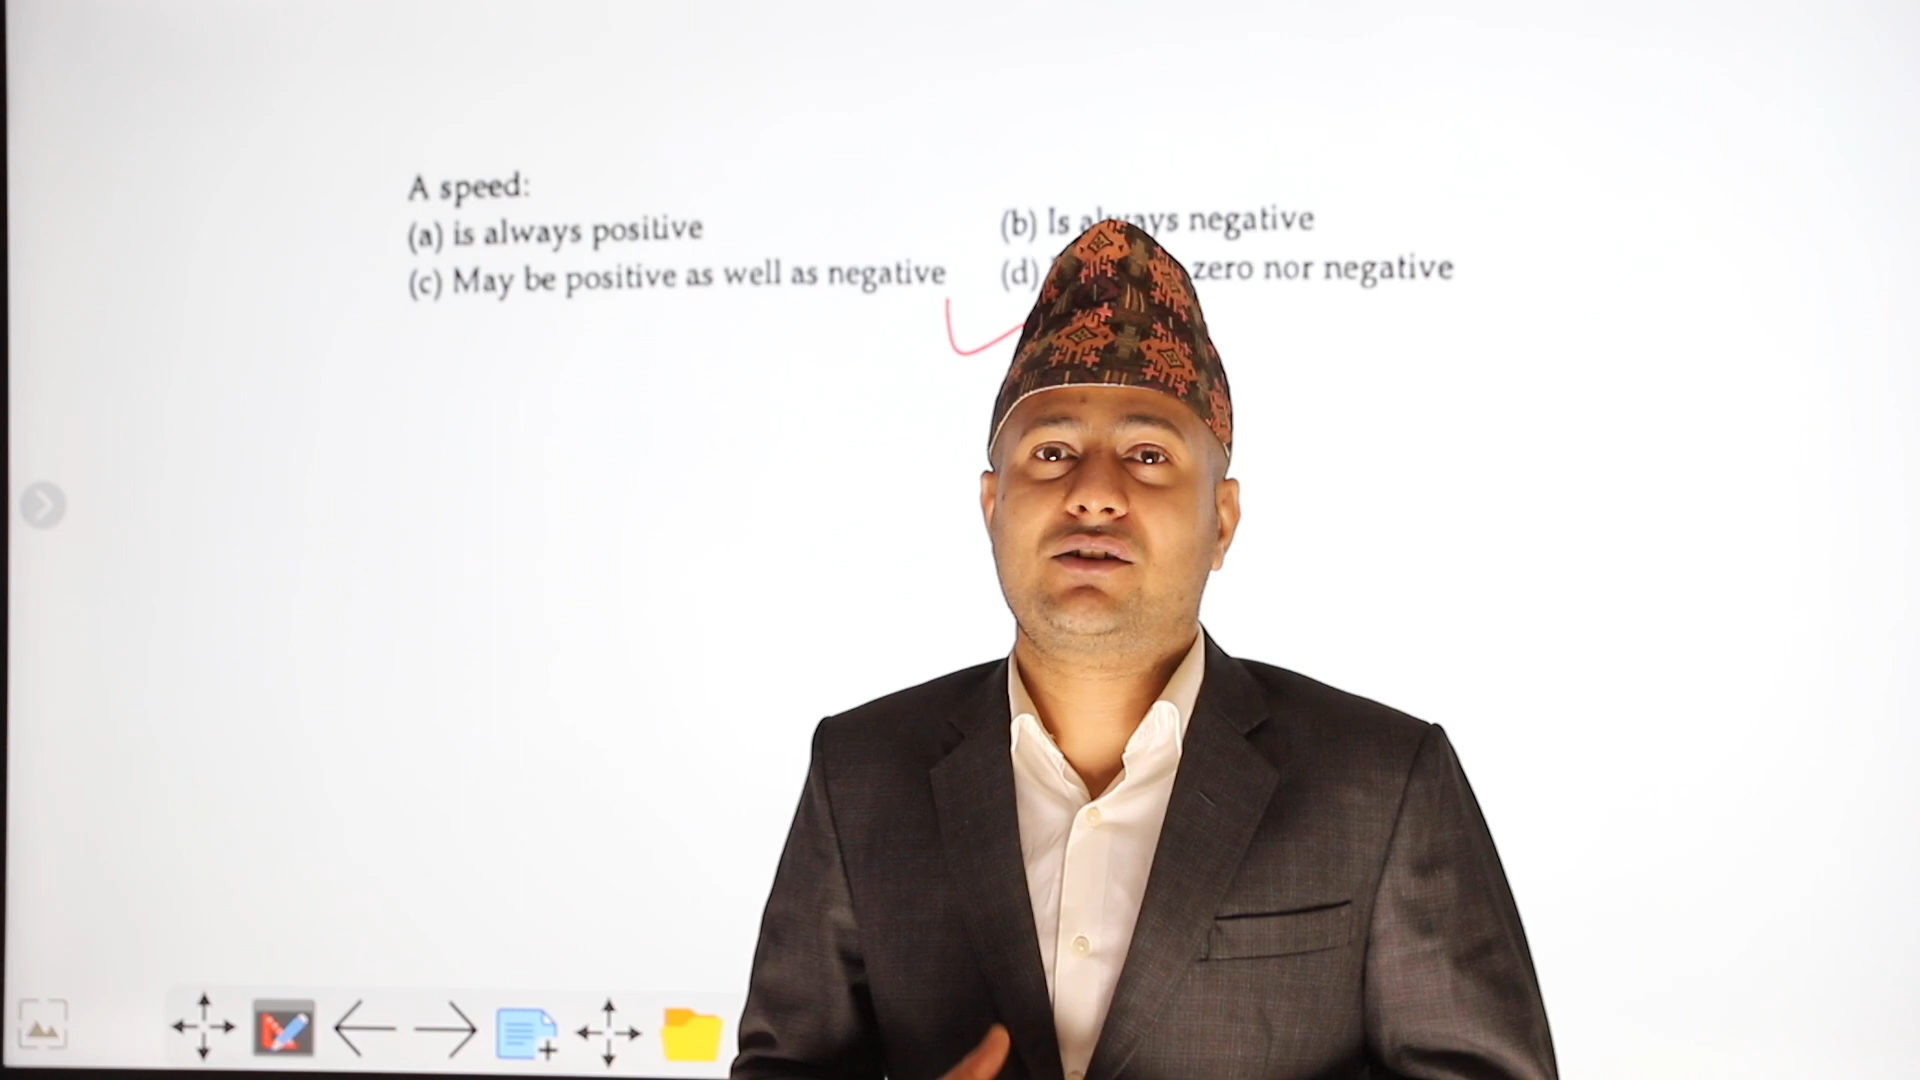 A speed:
(a) is always positive
(b) Is always negative
(c) May be positive as well as negative
(d) zero nor negative